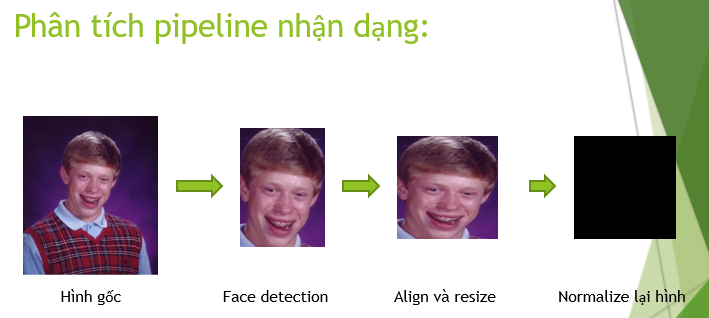 Phân tích pipeline nhận dạng:
Hình gốc
Face detection
Align và resize
Normalize lại hình